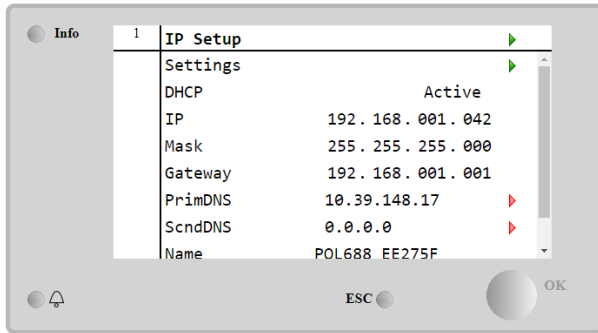 Info
1 IP Setup
Settings
DHCP Active
IP 192.168.001.042
Mask 255.255.255.000
Gateway 192.168.001.001
PrimDNS 10.39.148.17
ScndDNS 0.0.0.0
Name POL688_EE275F
ESC
OK